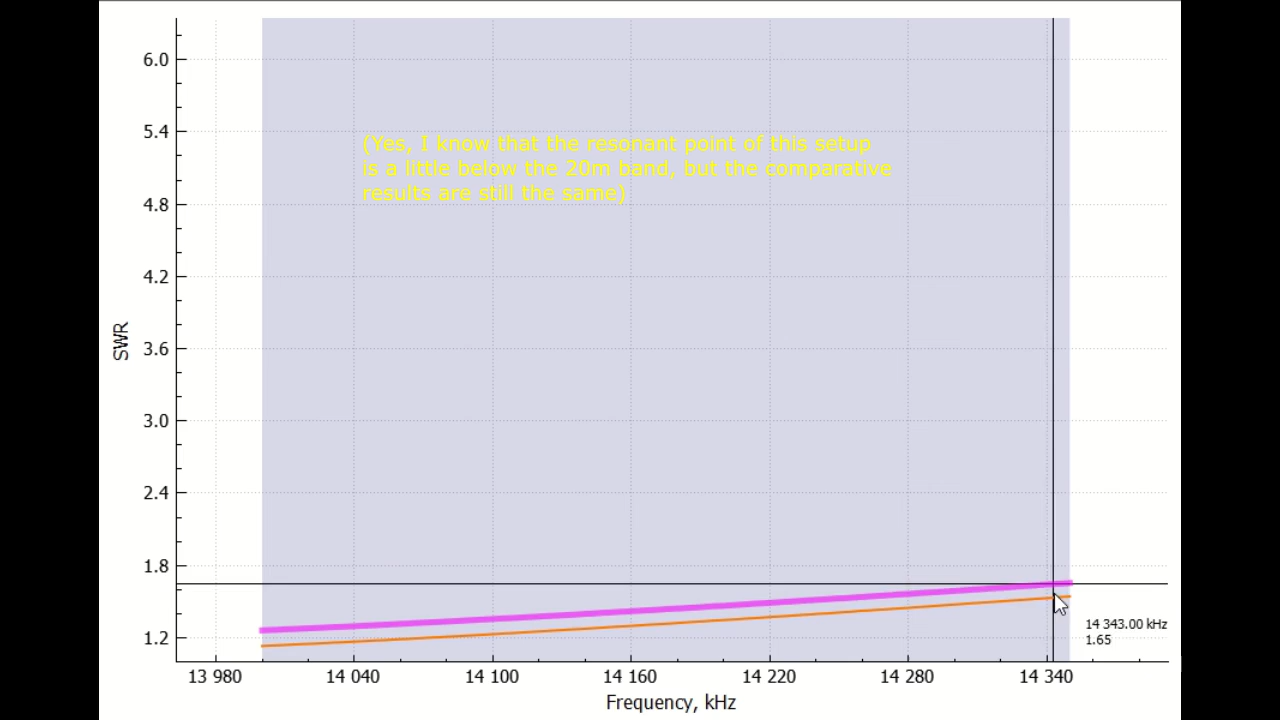 6.0
(Yes, I know that the resonant point of this setup
is a little below the 20m band, but the comparative
results are still the same)
5.4
4.8
4.2
SWR
3.6
3.0
2.4
1.8
1.2
14 343.00 kHz
1.65
13 980 14 040 14 100 14 160 14 220 14 280 14 340
Frequency, kHz